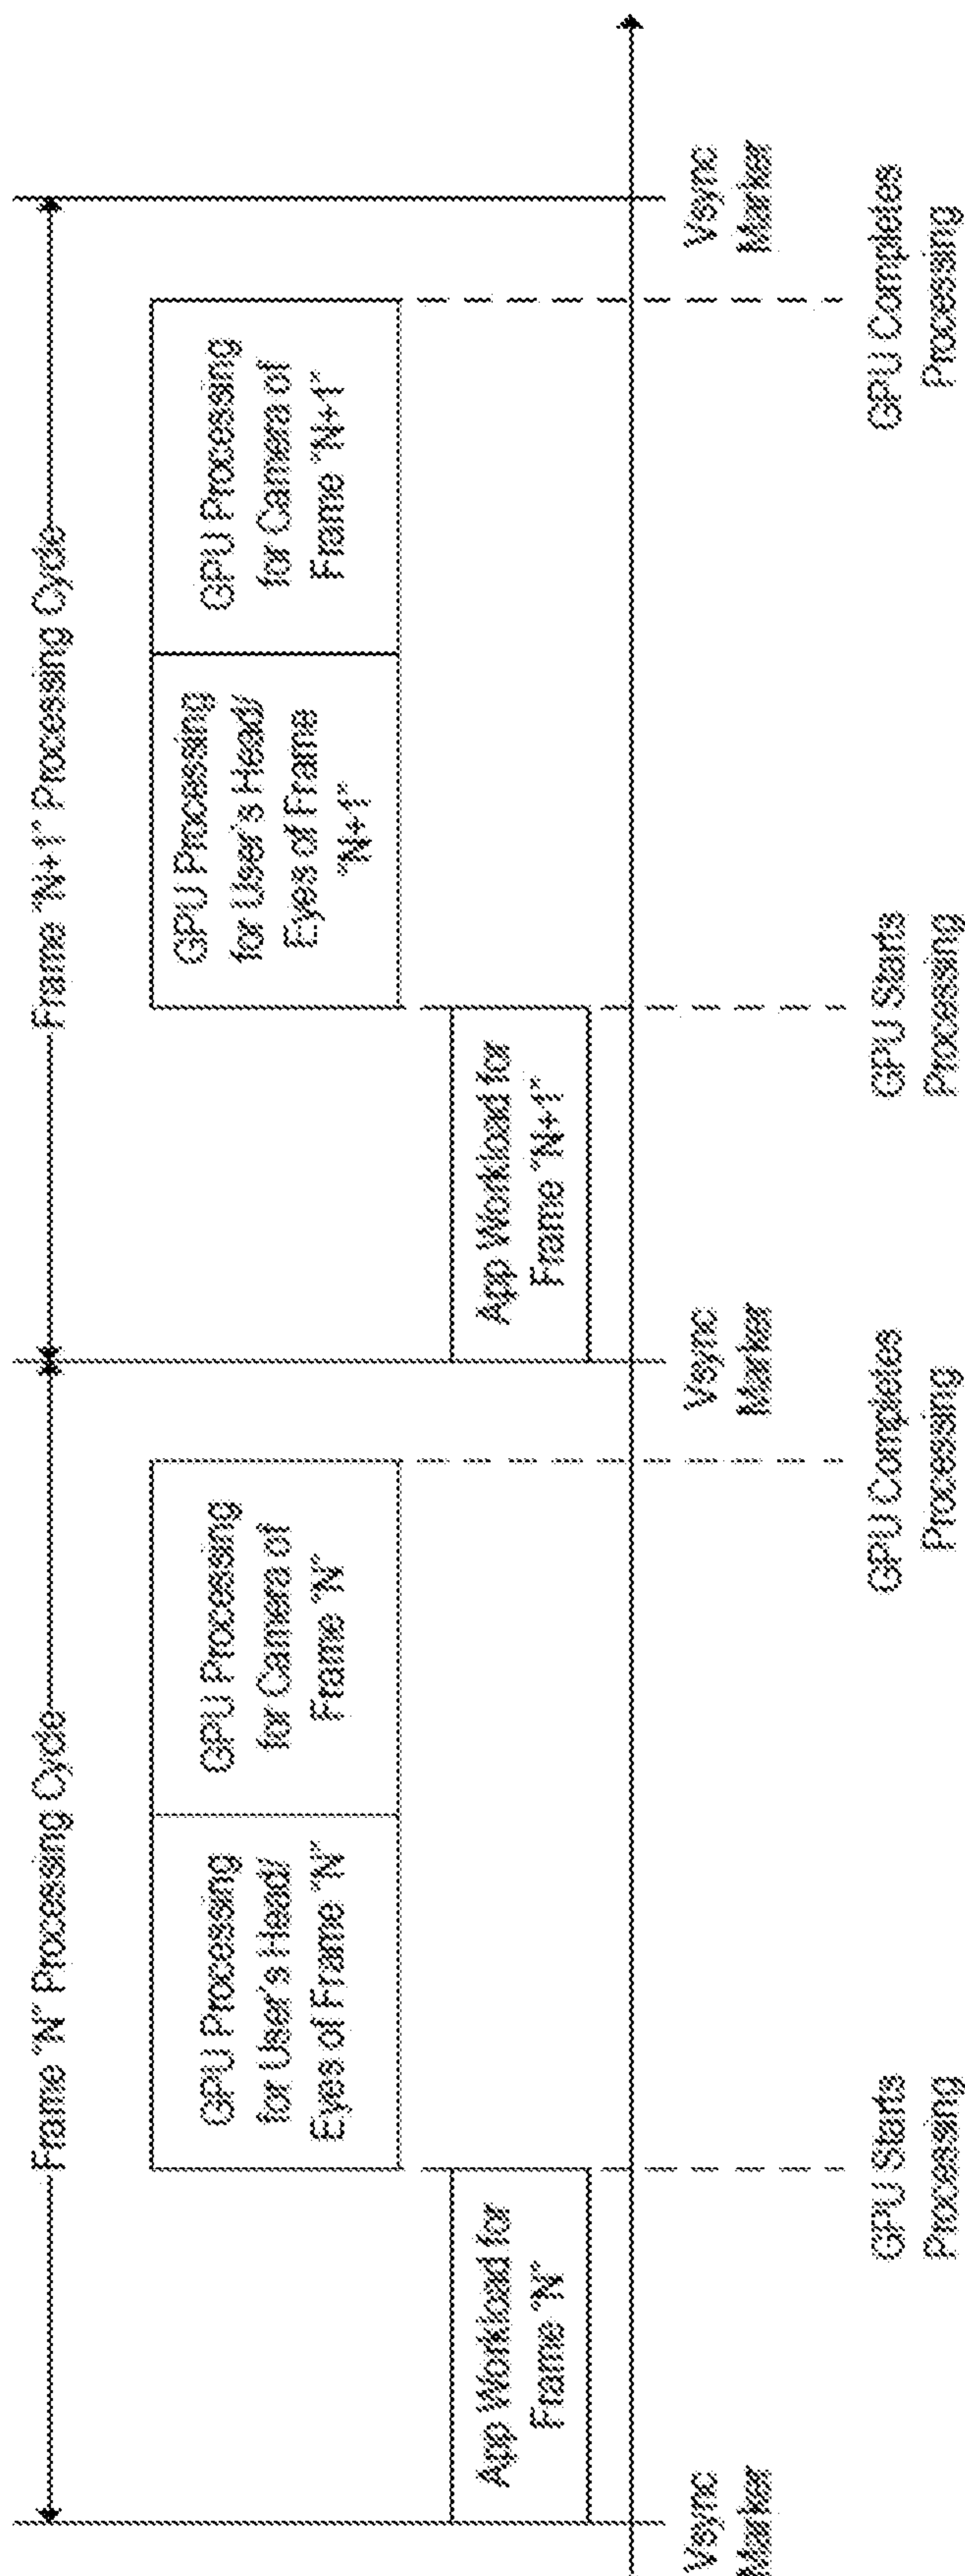 Frame "N" Processing Cycle
Frame "N+1" Processing Cycle
GPU Processing
for User's Head/
Eyes of Frame "N"
GPU Processing
for Camera of
Frame "N"
GPU Processing
for User's Head/
Eyes of Frame
"N+1"
GPU Processing
for Camera of
Frame "N+1"
App Workload for
Frame "N"
App Workload for
Frame "N+1"
Vsync
Marker
Vsync
Marker
Vsync
Marker
GPU Starts
Processing
GPU Completes
Processing
GPU Starts
Processing
GPU Completes
Processing